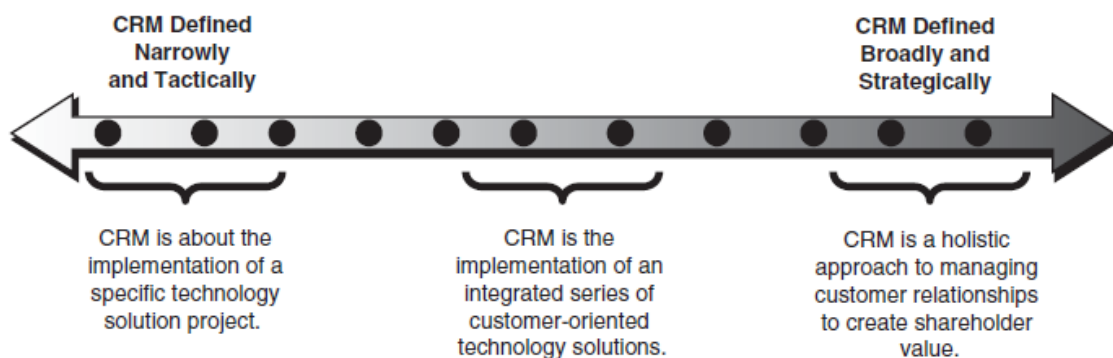 CRM Defined
Narrowly
and Tactically
CRM Defined
Broadly and
Strategically
CRM is about the
implementation of a
specific technology
solution project.
CRM is the
implementation of an
integrated series of
customer-oriented
technology solutions.
CRM is a holistic
approach to managing
customer relationships
to create shareholder
value.